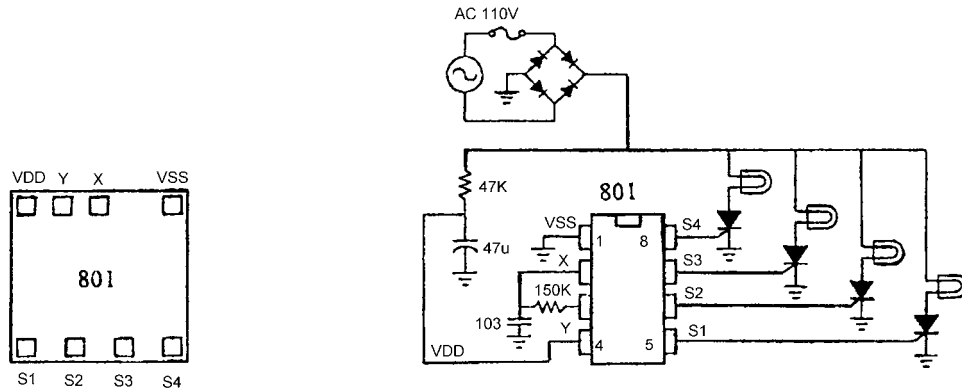 VDD Y X VSS
801
S1 S2 S3 S4
AC 110V
47K
47u
VDD
801
VSS
X
150K
103
Y
1
8
4
5
S4
S3
S2
S1